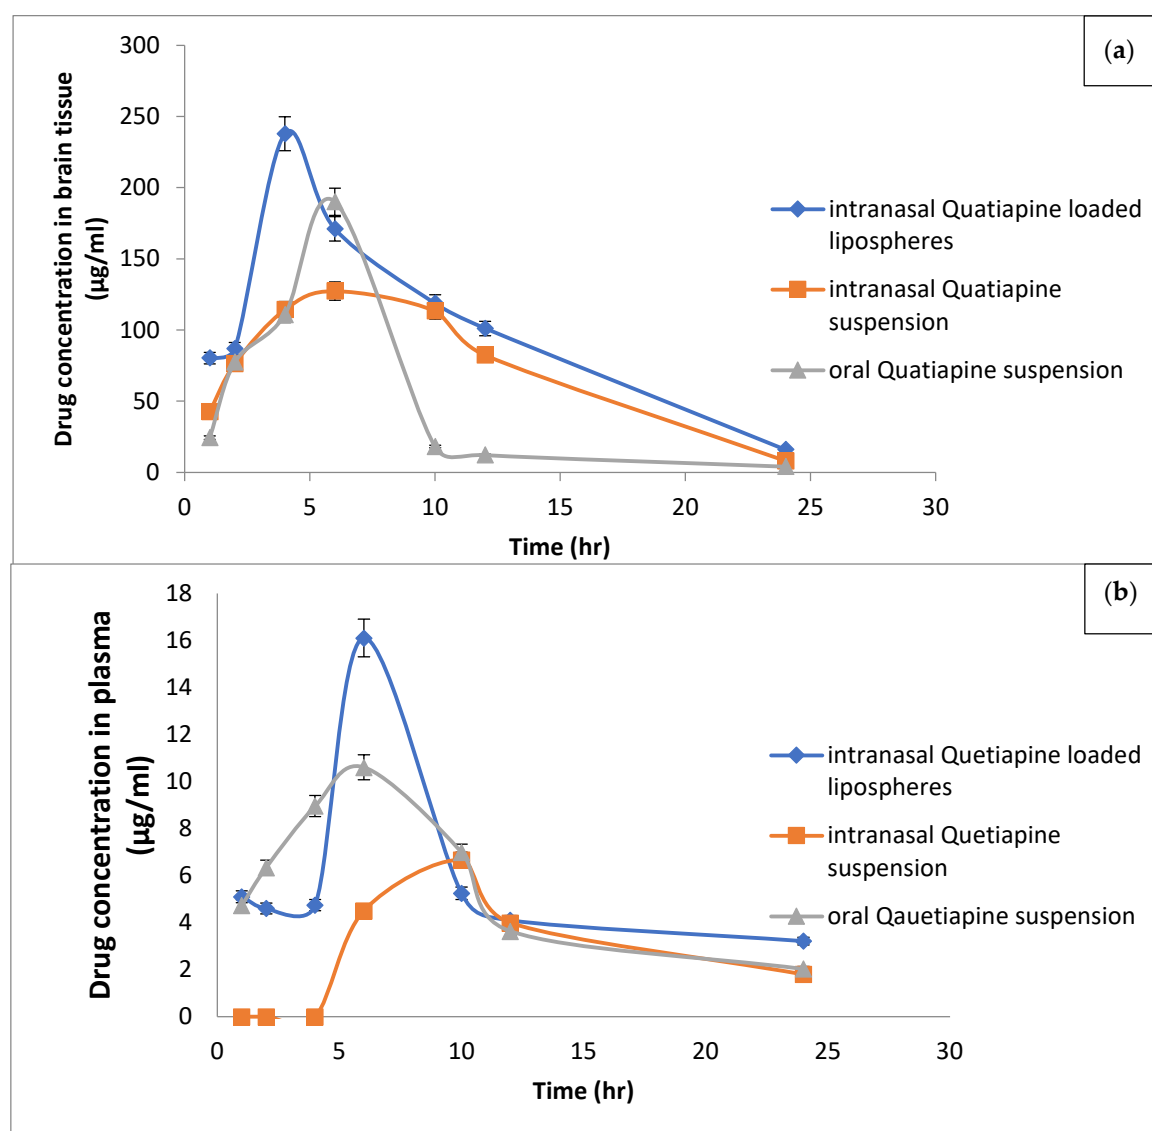 (a)
Drug concentration in brain tissue
(µg/ml)
300
250
200
150
100
50
0
0 5 10 15 20 25 30
Time (hr)
intranasal Quatiapine loaded
lipospheres
intranasal Quatiapine
suspension
oral Quatiapine suspension
(b)
Drug concentration in plasma
(µg/ml)
18
16
14
12
10
8
6
4
2
0
0 5 10 15 20 25 30
Time (hr)
intranasal Quetiapine loaded
lipospheres
intranasal Quetiapine
suspension
oral Qauetiapine suspension